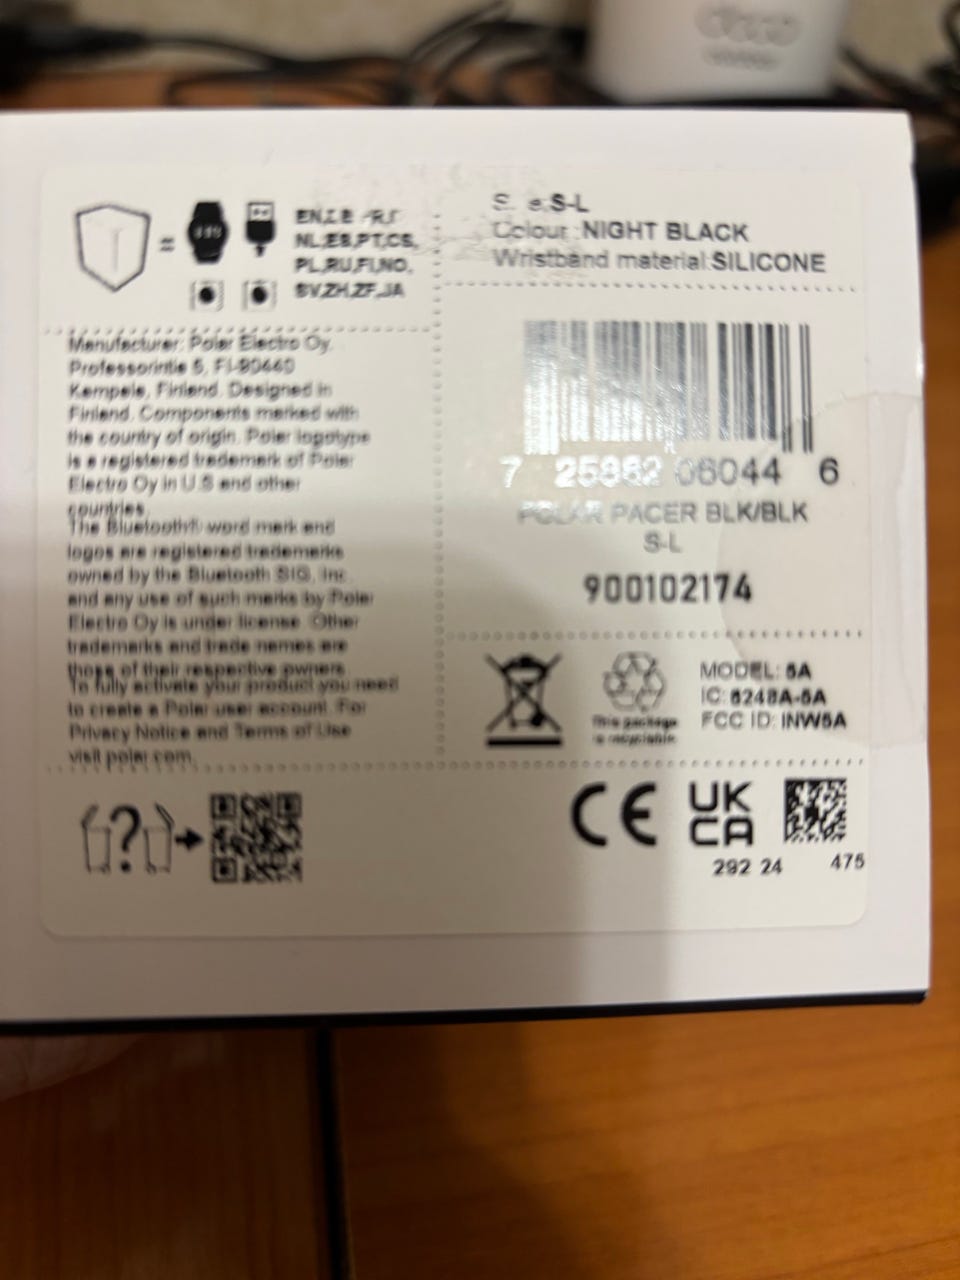 NL,ES,PT,CS,
PL,RU,FI,NO,
SV,ZH,ZF,JA
Manufacturer: Polar Electro Oy.
Professorintie 5, FI-90440
Kempele, Finland. Designed in
Finland. Components marked with
the country of origin. Polar logotype
is a registered trademark of Polar
Electro Oy in U.S and other
countries.
The Bluetooth® word mark and
logos are registered trademarks
owned by the Bluetooth SIG, Inc.
and any use of such marks by Polar
Electro Oy is under license. Other
trademarks and trade names are
those of their respective owners.
To fully activate your product you need
to create a Polar user account. For
Privacy Notice and Terms of Use
visit polar.com.
S-L
Colour :NIGHT BLACK
Wristband material:SILICONE
7 25882 06044 6
POLAR PACER BLK/BLK
S-L
900102174
This package
is recyclable
MODEL: 5A
IC: 6248A-5A
FCC ID: INW5A
CE
UK
CA
292 24
475